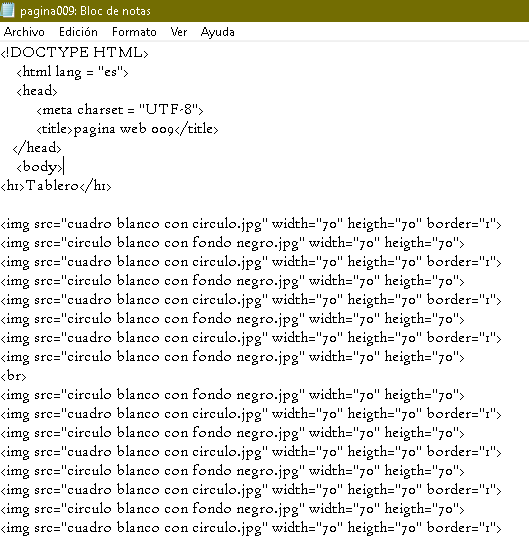 pagina009: Bloc de notas
Archivo Edición Formato Ver Ayuda
<!DOCTYPE HTML>
<html lang = "es">
<head>
<meta charset = "UTF-8">
<title>pagina web 009</title>
</head>
<body>
<h1>Tablero</h1>
<img src="cuadro blanco con circulo.jpg" width="70" heigth="70" border="1">
<img src="circulo blanco con fondo negro.jpg" width="70" heigth="70">
<img src="cuadro blanco con circulo.jpg" width="70" heigth="70" border="1">
<img src="circulo blanco con fondo negro.jpg" width="70" heigth="70">
<img src="cuadro blanco con circulo.jpg" width="70" heigth="70" border="1">
<img src="circulo blanco con fondo negro.jpg" width="70" heigth="70">
<img src="cuadro blanco con circulo.jpg" width="70" heigth="70" border="1">
<img src="circulo blanco con fondo negro.jpg" width="70" heigth="70">
<br>
<img src="circulo blanco con fondo negro.jpg" width="70" heigth="70">
<img src="cuadro blanco con circulo.jpg" width="70" heigth="70" border="1">
<img src="circulo blanco con fondo negro.jpg" width="70" heigth="70">
<img src="cuadro blanco con circulo.jpg" width="70" heigth="70" border="1">
<img src="circulo blanco con fondo negro.jpg" width="70" heigth="70">
<img src="cuadro blanco con circulo.jpg" width="70" heigth="70" border="1">
<img src="circulo blanco con fondo negro.jpg" width="70" heigth="70">
<img src="cuadro blanco con circulo.jpg" width="70" heigth="70" border="1">